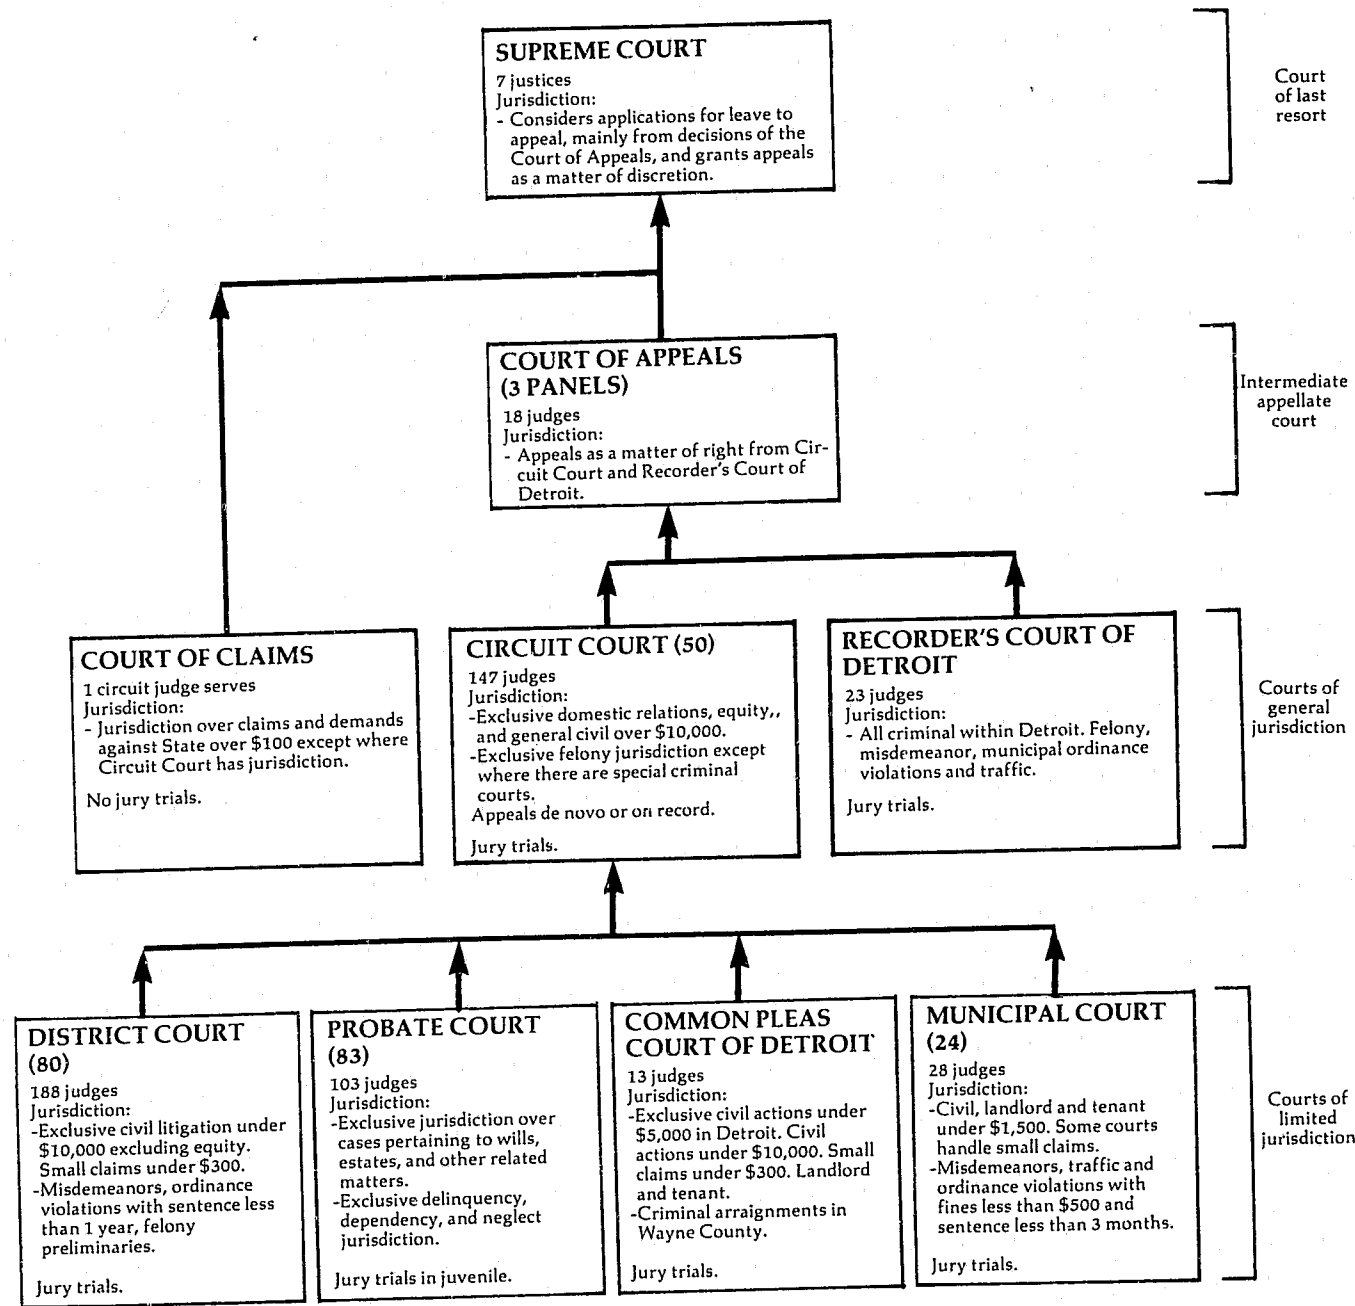 SUPREME COURT
7 justices
Jurisdiction:
- Considers applications for leave to
appeal, mainly from decisions of the
Court of Appeals, and grants appeals
as a matter of discretion.
Court
of last
resort
COURT OF APPEALS
(3 PANELS)
18 judges
Jurisdiction:
- Appeals as a matter of right from Cir-
cuit Court and Recorder's Court of
Detroit.
Intermediate
appellate
court
COURT OF CLAIMS
1 circuit judge serves
Jurisdiction:
- Jurisdiction over claims and demands
against State over $100 except where
Circuit Court has jurisdiction.
No jury trials.
CIRCUIT COURT (50)
147 judges
Jurisdiction:
-Exclusive domestic relations, equity,,
and general civil over $10,000.
-Exclusive felony jurisdiction except
where there are special criminal
courts.
Appeals de novo or on record.
Jury trials.
RECORDER'S COURT OF
DETROIT
23 judges
Jurisdiction:
- All criminal within Detroit. Felony,
misdemeanor, municipal ordinance
violations and traffic.
Jury trials.
Courts of
general
jurisdiction
DISTRICT COURT
(80)
188 judges
Jurisdiction:
-Exclusive civil litigation under
$10,000 excluding equity.
Small claims under $300.
-Misdemeanors, ordinance
violations with sentence less
than 1 year, felony
preliminaries.
Jury trials.
PROBATE COURT
(83)
103 judges
Jurisdiction:
-Exclusive jurisdiction over
cases pertaining to wills,
estates, and other related
matters.
-Exclusive delinquency,
dependency, and neglect
jurisdiction.
Jury trials in juvenile.
COMMON PLEAS
COURT OF DETROIT
13 judges
Jurisdiction:
-Exclusive civil actions under
$5,000 in Detroit. Civil
actions under $10,000. Small
claims under $300. Landlord
and tenant.
-Criminal arraignments in
Wayne County.
Jury trials.
MUNICIPAL COURT
(24)
28 judges
Jurisdiction:
-Civil, landlord and tenant
under $1,500. Some courts
handle small claims.
-Misdemeanors, traffic and
ordinance violations with
fines less than $500 and
sentence less than 3 months.
Jury trials.
Courts of
limited
jurisdiction